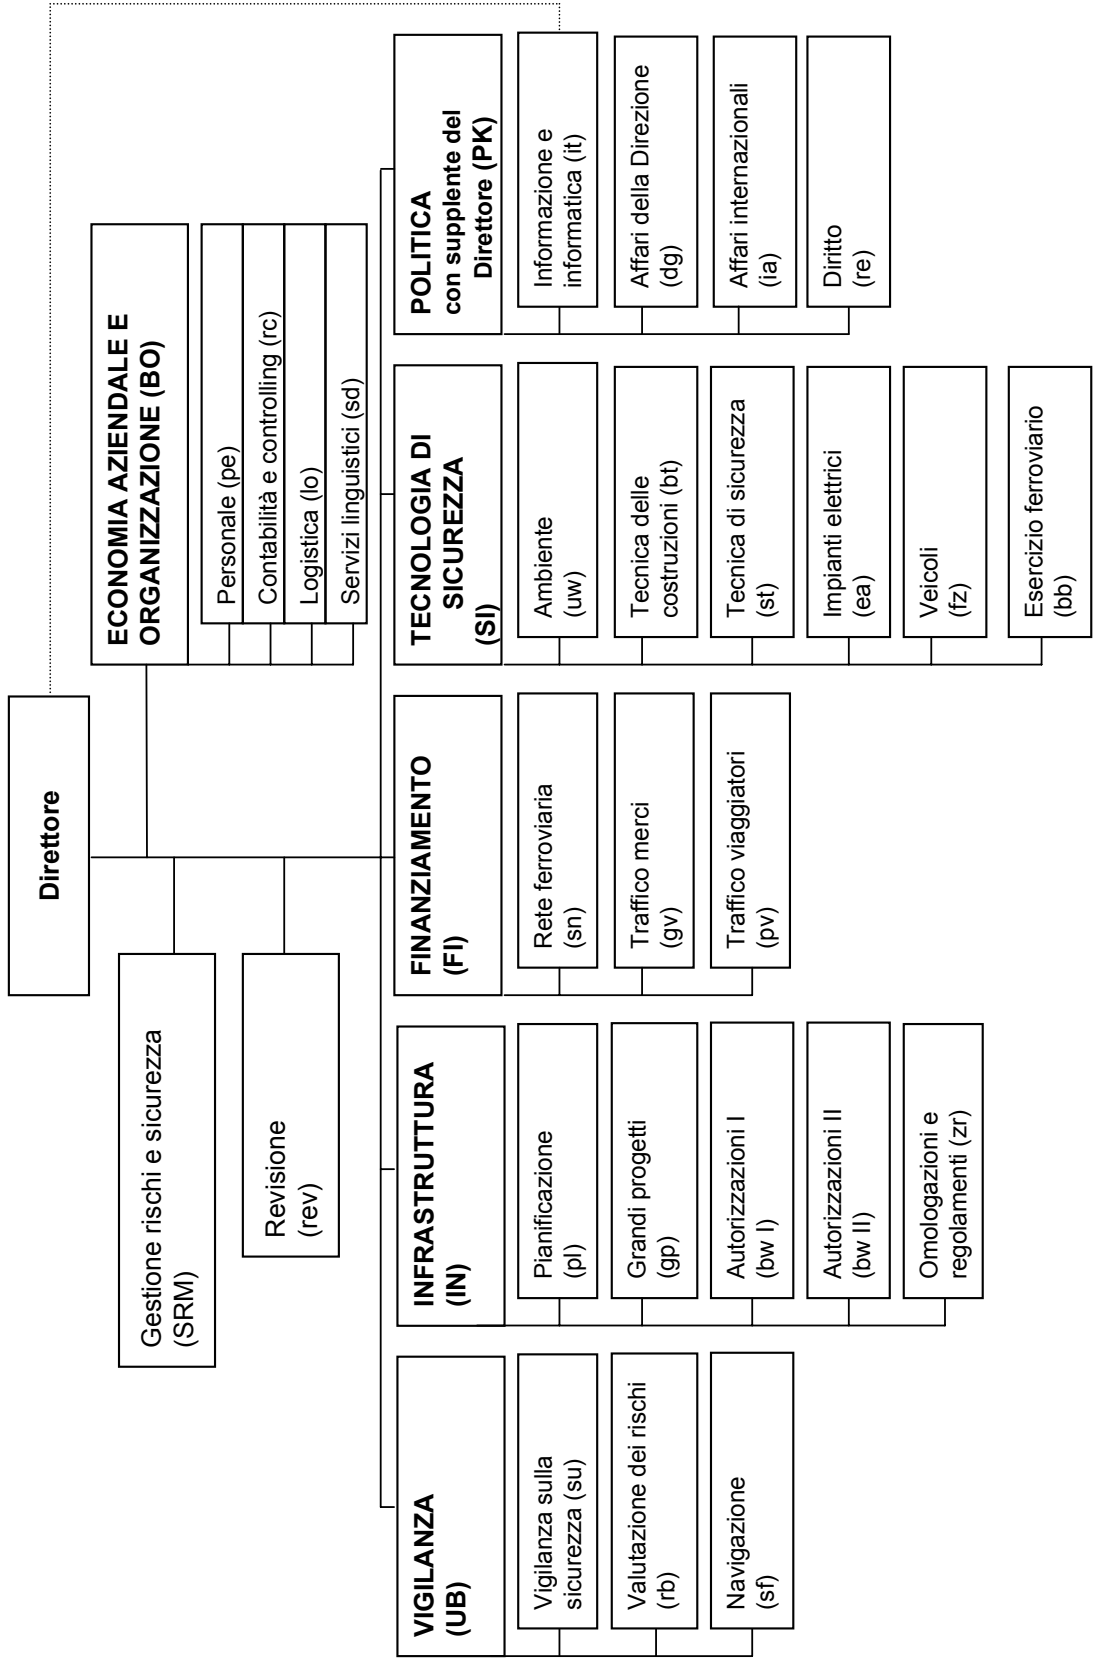 Direttore
Gestione rischi e sicurezza
(SRM)
Revisione
(rev)
ECONOMIA AZIENDALE E
ORGANIZZAZIONE (BO)
Personale (pe)
Contabilità e controlling (rc)
Logistica (lo)
Servizi linguistici (sd)
VIGILANZA
(UB)
Vigilanza sulla
sicurezza (su)
Valutazione dei rischi
(rb)
Navigazione
(sf)
INFRASTRUTTURA
(IN)
Pianificazione
(pl)
Grandi progetti
(gp)
Autorizzazioni I
(bw I)
Autorizzazioni II
(bw II)
Omologazioni e
regolamenti (zr)
FINANZIAMENTO
(FI)
Rete ferroviaria
(sn)
Traffico merci
(gv)
Traffico viaggiatori
(pv)
TECNOLOGIA DI
SICUREZZA
(SI)
Ambiente
(uw)
Tecnica delle
costruzioni (bt)
Tecnica di sicurezza
(st)
Impianti elettrici
(ea)
Veicoli
(fz)
Esercizio ferroviario
(bb)
POLITICA
con supplente del
Direttore (PK)
Informazione e
informatica (it)
Affari della Direzione
(dg)
Affari internazionali
(ia)
Diritto
(re)